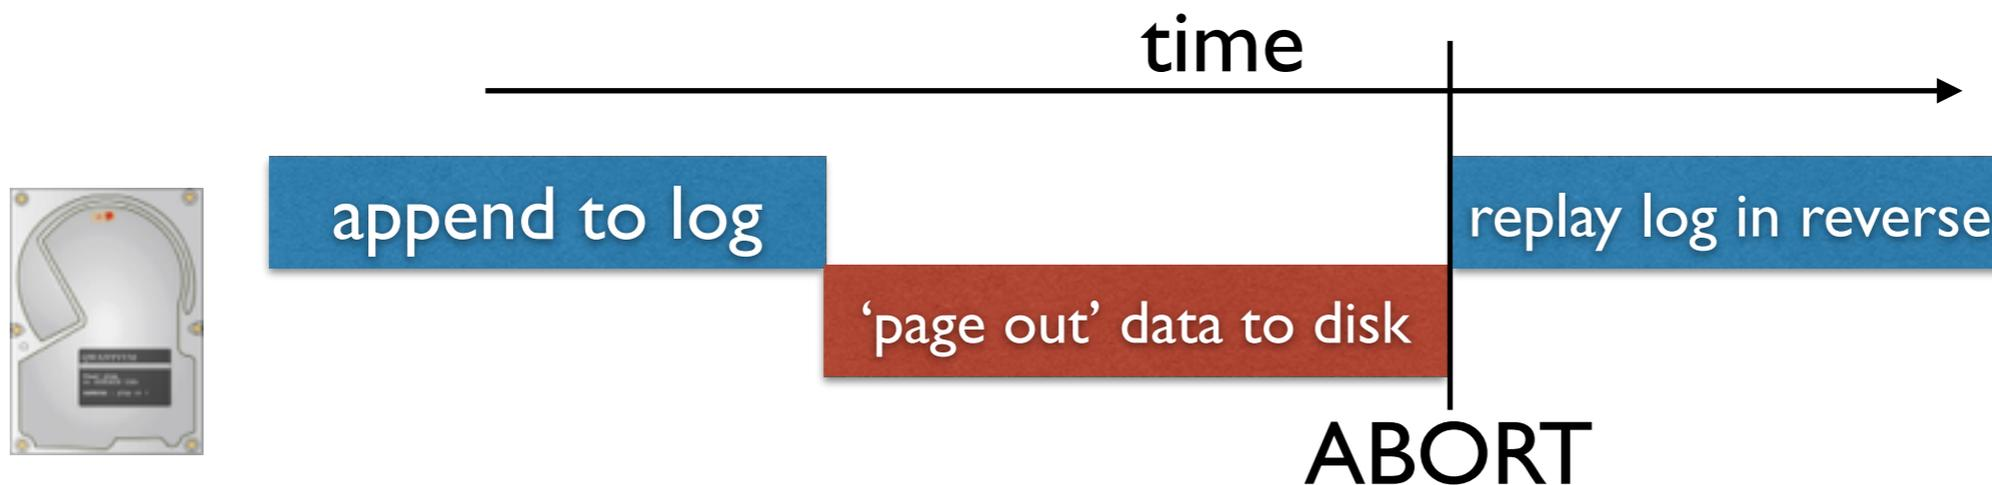 time
append to log
replay log in reverse
‘page out’ data to disk
ABORT